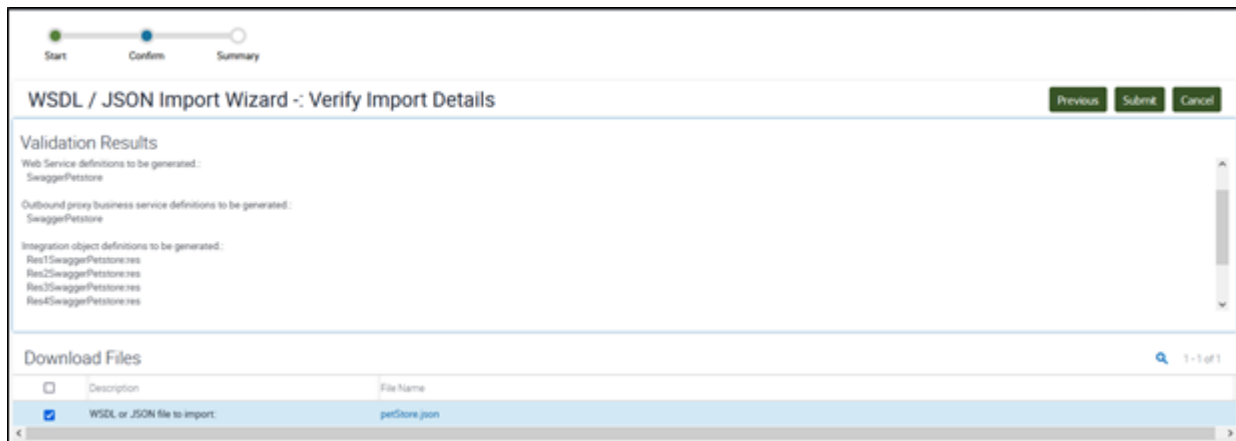 Start Confirm Summary
WSDL / JSON Import Wizard -: Verify Import Details Previous Submit Cancel
Validation Results
Web Service definitions to be generated.:
SwaggerPetstore
Outbound proxy business service definitions to be generated.:
SwaggerPetstore
Integration object definitions to be generated.:
Res1SwaggerPetstore:res
Res2SwaggerPetstore:res
Res3SwaggerPetstore:res
Res4SwaggerPetstore:res
Download Files 1 - 1 of 1
Description File Name
WSDL or JSON file to import: petStore.json